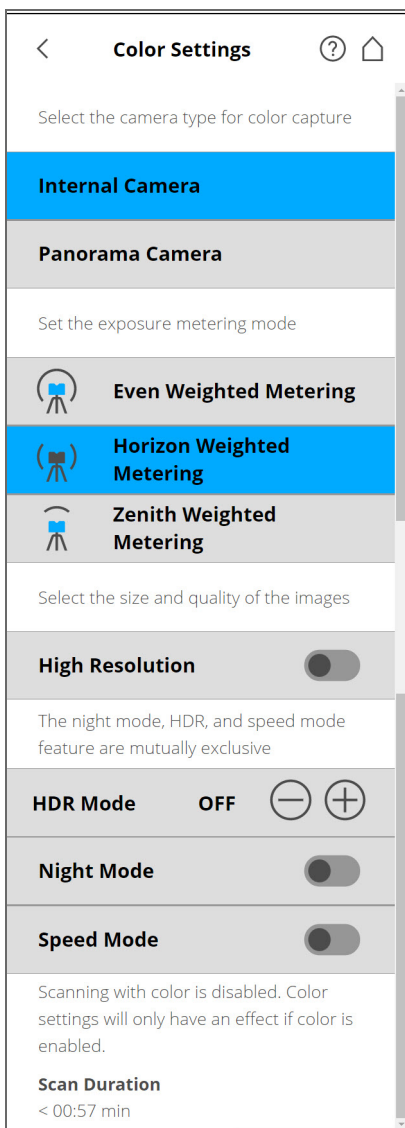 Color Settings
Select the camera type for color capture
Internal Camera
Panorama Camera
Set the exposure metering mode
Even Weighted Metering
Horizon Weighted
Metering
Zenith Weighted
Metering
Select the size and quality of the images
High Resolution
The night mode, HDR, and speed mode
feature are mutually exclusive
HDR Mode OFF
Night Mode
Speed Mode
Scanning with color is disabled. Color
settings will only have an effect if color is
enabled.
Scan Duration
< 00:57 min